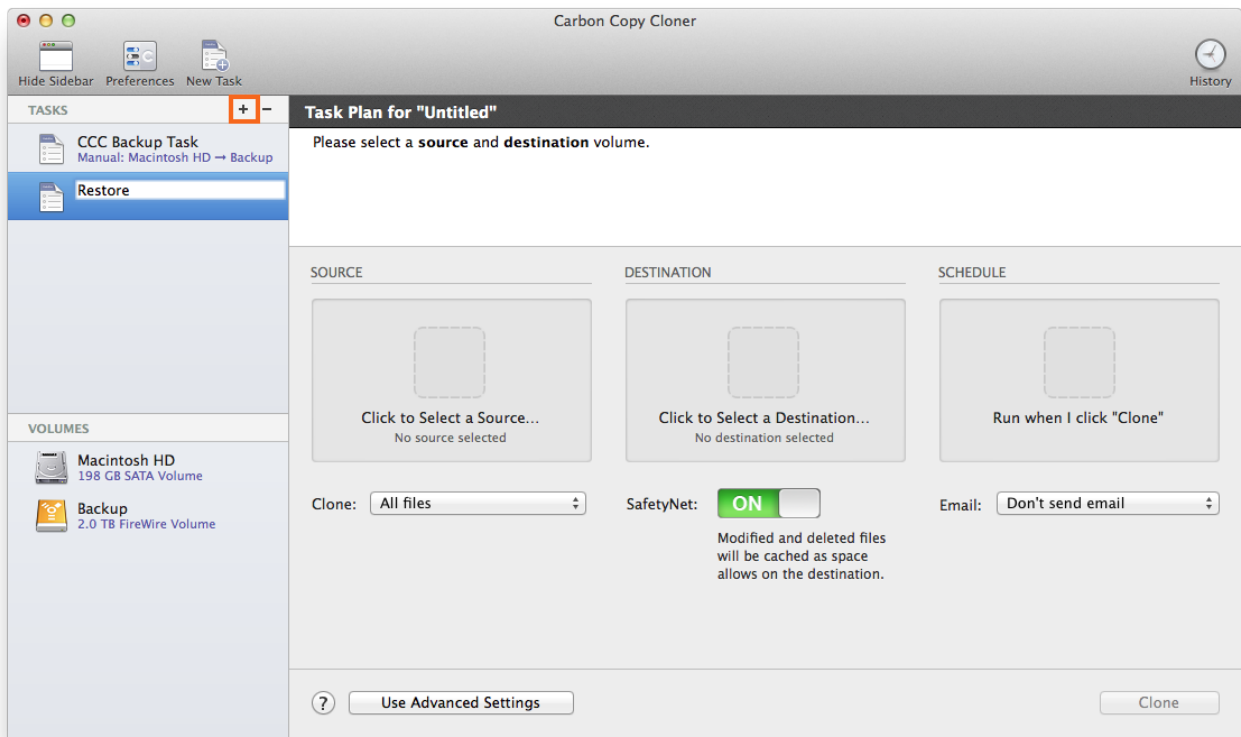 Carbon Copy Cloner
Hide Sidebar
Preferences
New Task
History
TASKS
+
−
CCC Backup Task
Manual: Macintosh HD → Backup
Restore
VOLUMES
Macintosh HD
198 GB SATA Volume
Backup
2.0 TB FireWire Volume
Task Plan for "Untitled"
Please select a source and destination volume.
SOURCE
Click to Select a Source...
No source selected
Clone:
All files
DESTINATION
Click to Select a Destination...
No destination selected
SafetyNet:
ON
Modified and deleted files
will be cached as space
allows on the destination.
SCHEDULE
Run when I click "Clone"
Email:
Don't send email
?
Use Advanced Settings
Clone